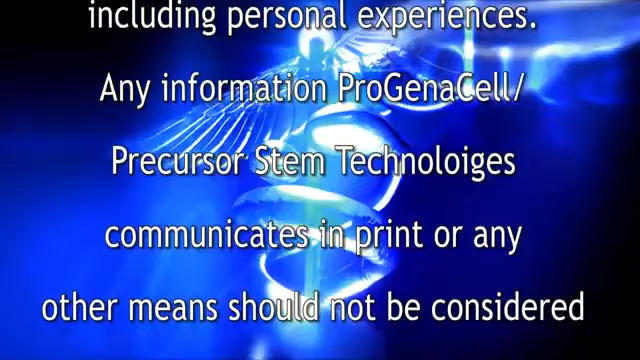 including personal experiences.
Any information ProGenaCell/
Precursor Stem Technoloiges
communicates in print or any
other means should not be considered